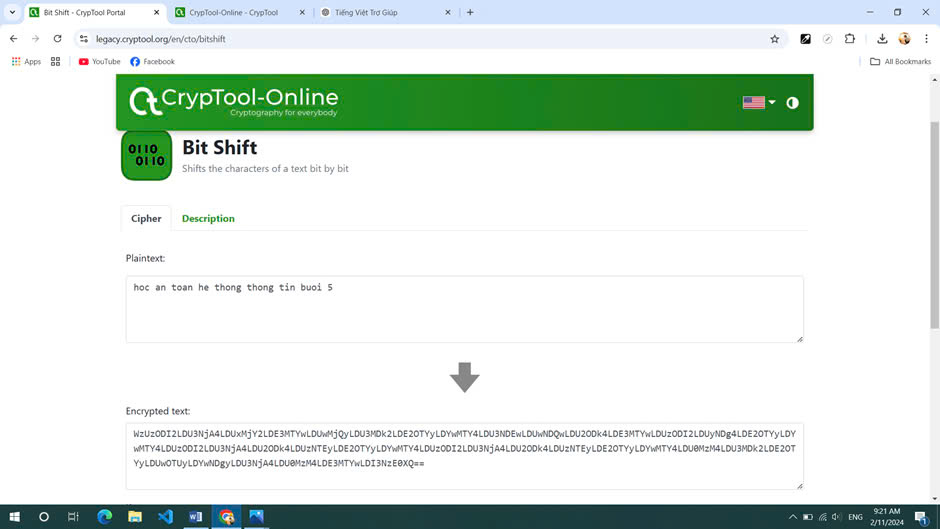 Bit Shift - CrypTool Portal
CrypTool-Online - CrypTool
Tiếng Việt Trợ Giúp
legacy.cryptool.org/en/cto/bitshift
Apps
YouTube
Facebook
All Bookmarks
CrypTool-Online
Cryptography for everybody
0110
0110
Bit Shift
Shifts the characters of a text bit by bit
Cipher
Description
Plaintext:
hoc an toan he thong thong tin buoi 5
Encrypted text:
WzUzODI2LDU3NjA4LDUxMjY2LDE3MTYwLDUwMjQyLDU3MDk2LDE2OTYyLDYwMTY4LDU3NDEwLDUwNDQwLDU2ODk4LDE3MTYwLDUzODI2LDUyNDg4LDE2OTYyLDY
wMTY4LDUzODI2LDU3NjA4LDU2ODk4LDUzNTEyLDE2OTYyLDYwMTY4LDUzODI2LDU3NjA4LDU2ODk4LDUzNTEyLDE2OTYyLDYwMTY4LDU0MzM4LDU3MDk2LDE2OT
YyLDUwOTUyLDYwNDgyLDU3NjA4LDU0MzM4LDE3MTYwLDI3NzE0XQ==
ENG
9:21 AM
2/11/2024